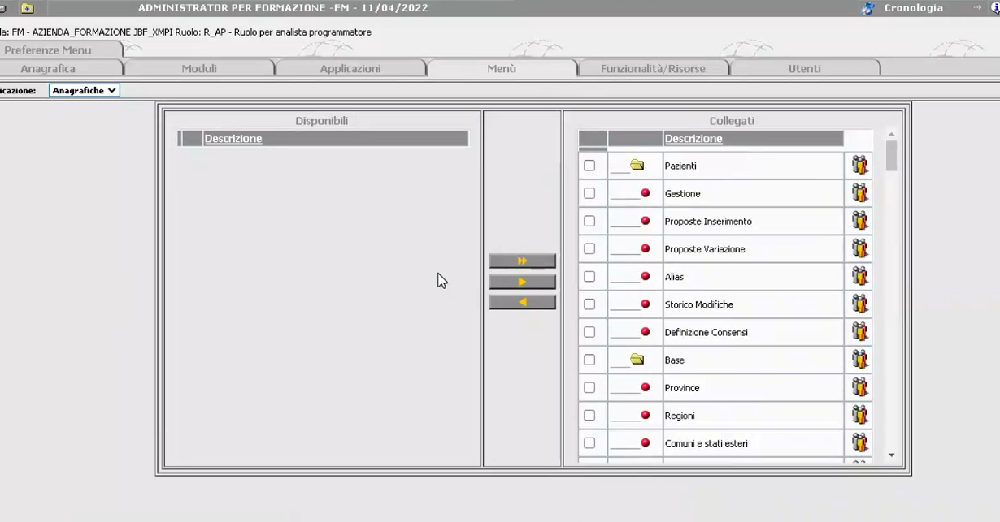 ADMINISTRATOR PER FORMAZIONE -FM - 11/04/2022
Cronologia
FM - AZIENDA_FORMAZIONE JBF_XMPI Ruolo: R_AP - Ruolo per analista programmatore
Preferenze Menu
Anagrafica Moduli Applicazioni Menù Funzionalità/Risorse Utenti
icazione: Anagrafiche
Disponibili
Descrizione
Collegati
Descrizione
Pazienti
Gestione
Proposte Inserimento
Proposte Variazione
Alias
Storico Modifiche
Definizione Consensi
Base
Province
Regioni
Comuni e stati esteri